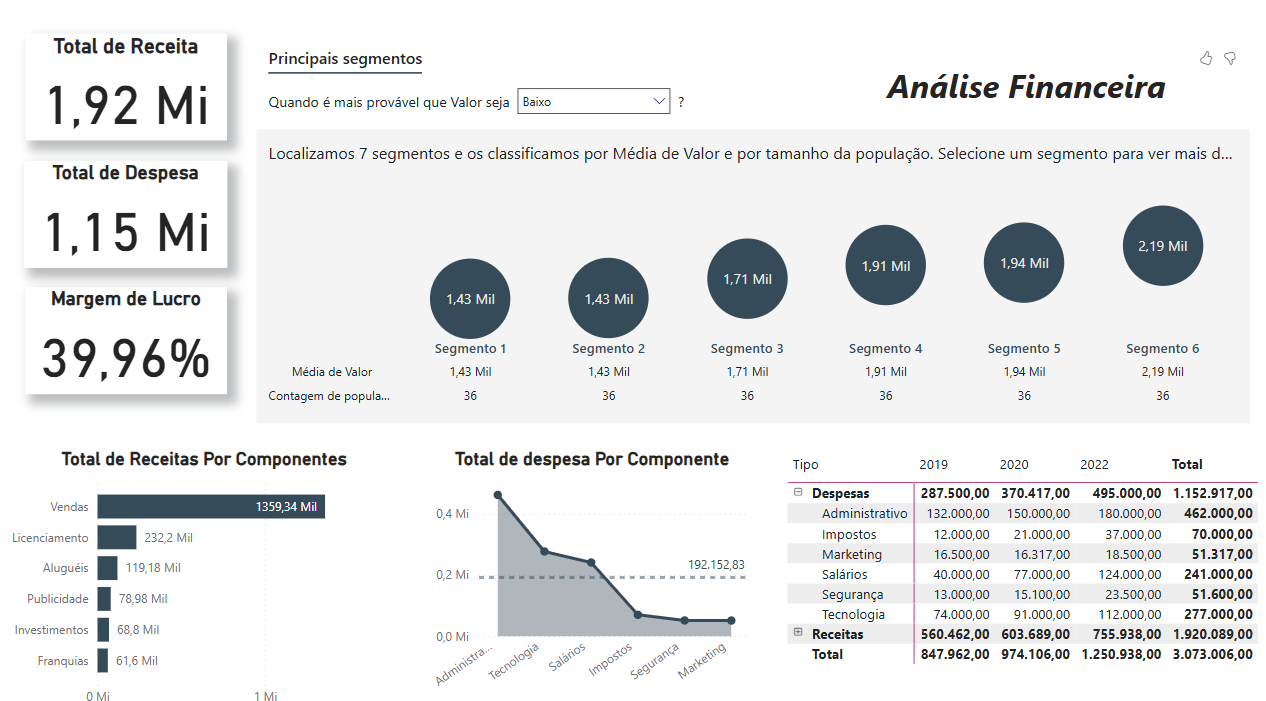 Total de Receita
1,92 Mi
Total de Despesa
1,15 Mi
Margem de Lucro
39,96%
Principais segmentos
Quando é mais provável que Valor seja Baixo ?
Análise Financeira
Localizamos 7 segmentos e os classificamos por Média de Valor e por tamanho da população. Selecione um segmento para ver mais d...
1,43 Mil 1,43 Mil 1,71 Mil 1,91 Mil 1,94 Mil 2,19 Mil
Segmento 1 Segmento 2 Segmento 3 Segmento 4 Segmento 5 Segmento 6
Média de Valor 1,43 Mil 1,43 Mil 1,71 Mil 1,91 Mil 1,94 Mil 2,19 Mil
Contagem de popula... 36 36 36 36 36 36
Total de Receitas Por Componentes
Vendas 1359,34 Mil
Licenciamento 232,2 Mil
Aluguéis 119,18 Mil
Publicidade 78,98 Mil
Investimentos 68,8 Mil
Franquias 61,6 Mil
0 Mi 1 Mi
Total de despesa Por Componente
0,4 Mi
192.152,83
0,2 Mi
0,0 Mi
Administra... Tecnologia Salários Impostos Segurança Marketing
Tipo 2019 2020 2022 Total
Despesas 287.500,00 370.417,00 495.000,00 1.152.917,00
Administrativo 132.000,00 150.000,00 180.000,00 462.000,00
Impostos 12.000,00 21.000,00 37.000,00 70.000,00
Marketing 16.500,00 16.317,00 18.500,00 51.317,00
Salários 40.000,00 77.000,00 124.000,00 241.000,00
Segurança 13.000,00 15.100,00 23.500,00 51.600,00
Tecnologia 74.000,00 91.000,00 112.000,00 277.000,00
Receitas 560.462,00 603.689,00 755.938,00 1.920.089,00
Total 847.962,00 974.106,00 1.250.938,00 3.073.006,00